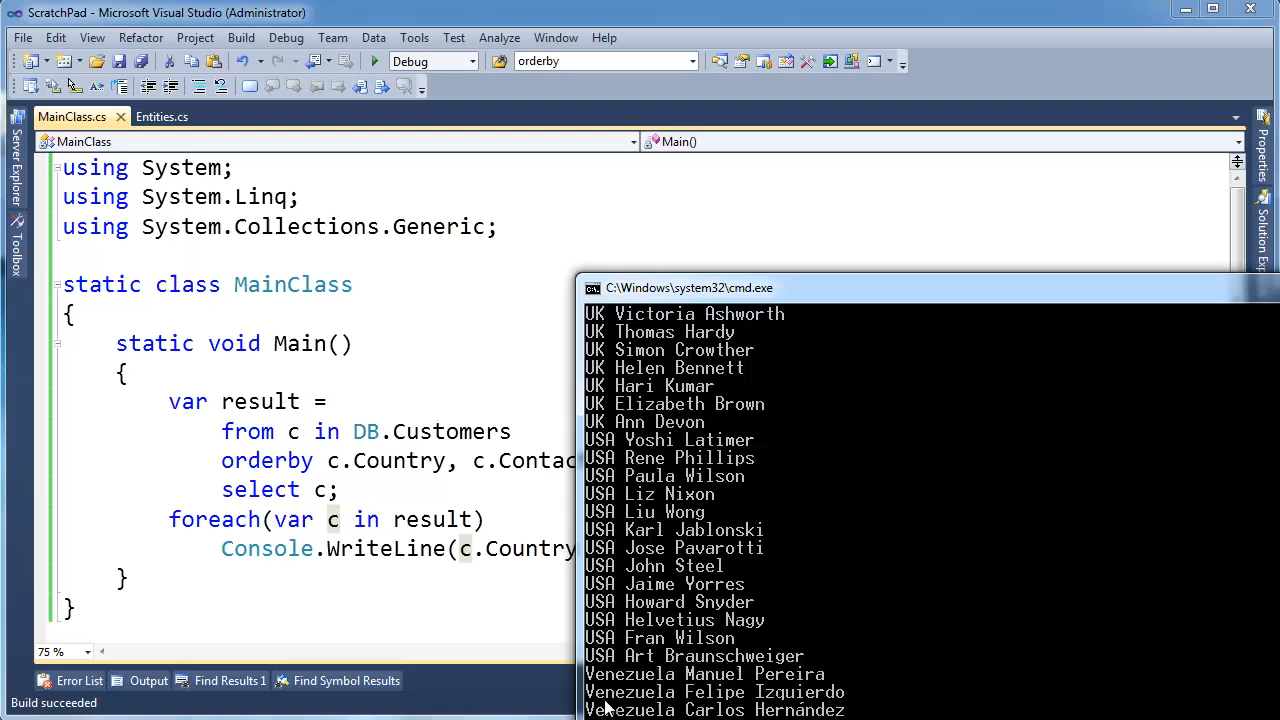 ScratchPad - Microsoft Visual Studio (Administrator)
File Edit View Refactor Project Build Debug Team Data Tools Test Analyze Window Help
Debug orderby
MainClass.cs Entities.cs
MainClass Main()
Server Explorer
Toolbox
Properties
Solution Exp
using System;
using System.Linq;
using System.Collections.Generic;
static class MainClass
{
static void Main()
{
var result =
from c in DB.Customers
orderby c.Country, c.Contac
select c;
foreach(var c in result)
Console.WriteLine(c.Country
}
}
75 %
Error List Output Find Results 1 Find Symbol Results
Build succeeded
C:\Windows\system32\cmd.exe
UK Victoria Ashworth
UK Thomas Hardy
UK Simon Crowther
UK Helen Bennett
UK Hari Kumar
UK Elizabeth Brown
UK Ann Devon
USA Yoshi Latimer
USA Rene Phillips
USA Paula Wilson
USA Liz Nixon
USA Liu Wong
USA Karl Jablonski
USA Jose Pavarotti
USA John Steel
USA Jaime Yorres
USA Howard Snyder
USA Helvetius Nagy
USA Fran Wilson
USA Art Braunschweiger
Venezuela Manuel Pereira
Venezuela Felipe Izquierdo
Venezuela Carlos Hernández